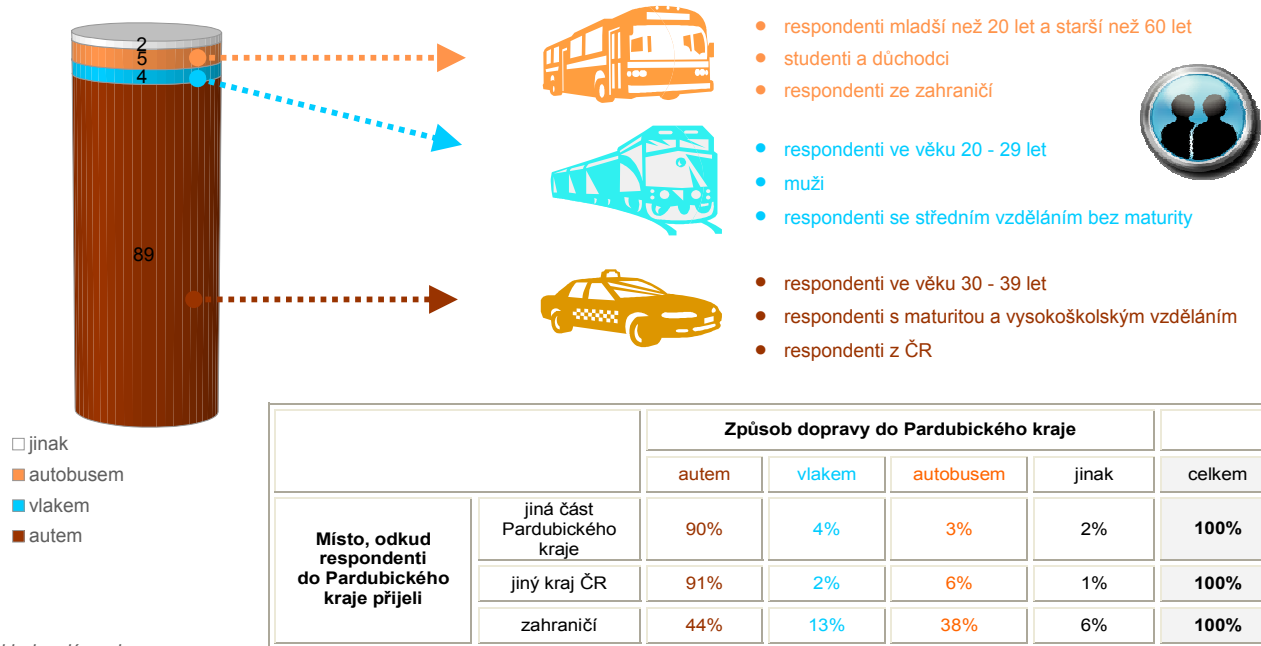 2
5
4
89
respondenti mladší než 20 let a starší než 60 let
studenti a důchodci
respondenti ze zahraničí
respondenti ve věku 20 - 29 let
muži
respondenti se středním vzděláním bez maturity
respondenti ve věku 30 - 39 let
respondenti s maturitou a vysokoškolským vzděláním
respondenti z ČR
jinak
autobusem
vlakem
autem
Způsob dopravy do Pardubického kraje
autem vlakem autobusem jinak celkem
Místo, odkud
respondenti
do Pardubického
kraje přijeli
jiná část
Pardubického
kraje
90% 4% 3% 2% 100%
jiný kraj ČR 91% 2% 6% 1% 100%
zahraničí 44% 13% 38% 6% 100%